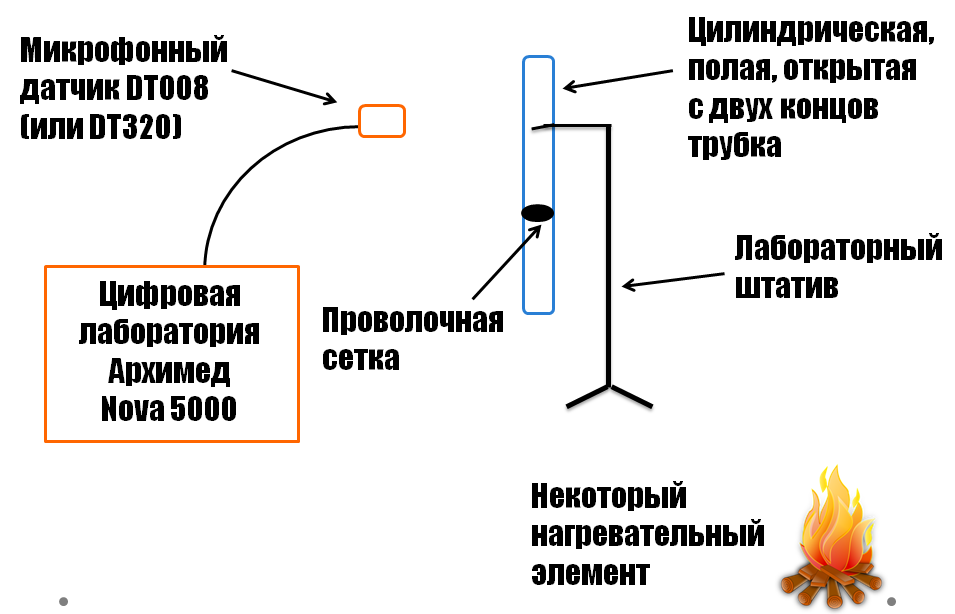 Микрофонный
датчик DT008
(или DT320)
Цилиндрическая,
полая, открытая
с двух концов
трубка
Лабораторный
штатив
Проволочная
сетка
Цифровая
лаборатория
Архимед
Nova 5000
Некоторый
нагревательный
элемент